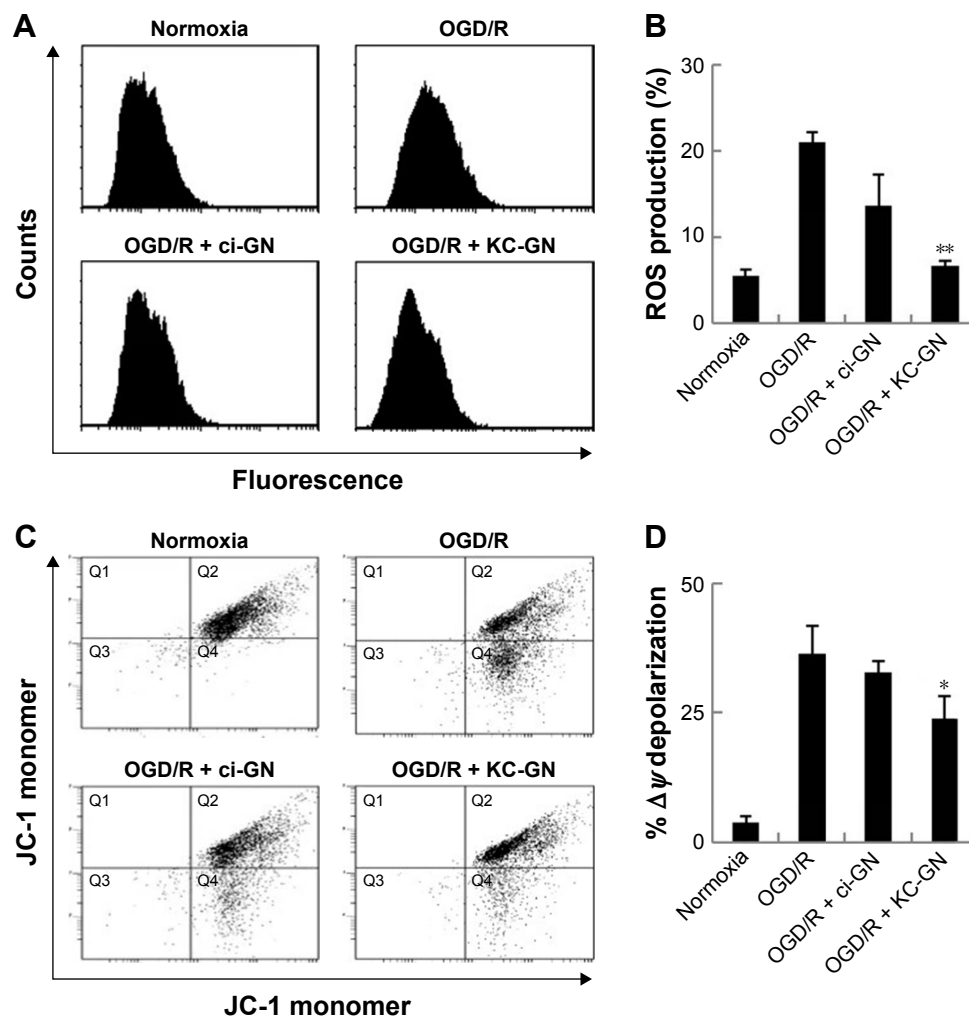 A
Normoxia
OGD/R
OGD/R + ci-GN
OGD/R + KC-GN
Counts
Fluorescence
B
ROS production (%)
30
20
10
0
**
Normoxia
OGD/R
OGD/R + ci-GN
OGD/R + KC-GN
C
Normoxia
OGD/R
Q1
Q2
Q3
Q4
Q1
Q2
Q3
Q4
OGD/R + ci-GN
OGD/R + KC-GN
Q1
Q2
Q3
Q4
Q1
Q2
Q3
Q4
JC-1 monomer
JC-1 monomer
D
% Δψ depolarization
50
25
0
*
Normoxia
OGD/R
OGD/R + ci-GN
OGD/R + KC-GN